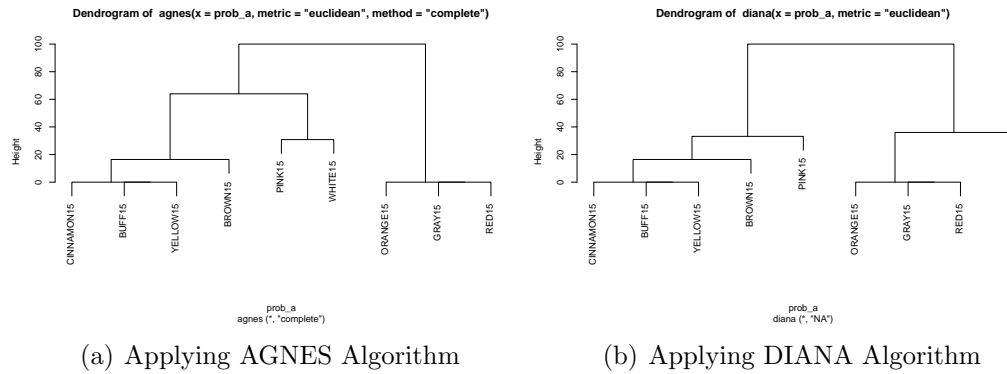 Dendrogram of agnes(x = prob_a, metric = "euclidean", method = "complete")
Height
0 20 40 60 80 100
CINNAMON15
BUFF15
YELLOW15
BROWN15
PINK15
WHITE15
ORANGE15
GRAY15
RED15
prob_a
agnes (*, "complete")
(a) Applying AGNES Algorithm
Dendrogram of diana(x = prob_a, metric = "euclidean")
Height
0 20 40 60 80 100
CINNAMON15
BUFF15
YELLOW15
BROWN15
PINK15
ORANGE15
GRAY15
RED15
prob_a
diana (*, "NA")
(b) Applying DIANA Algorithm